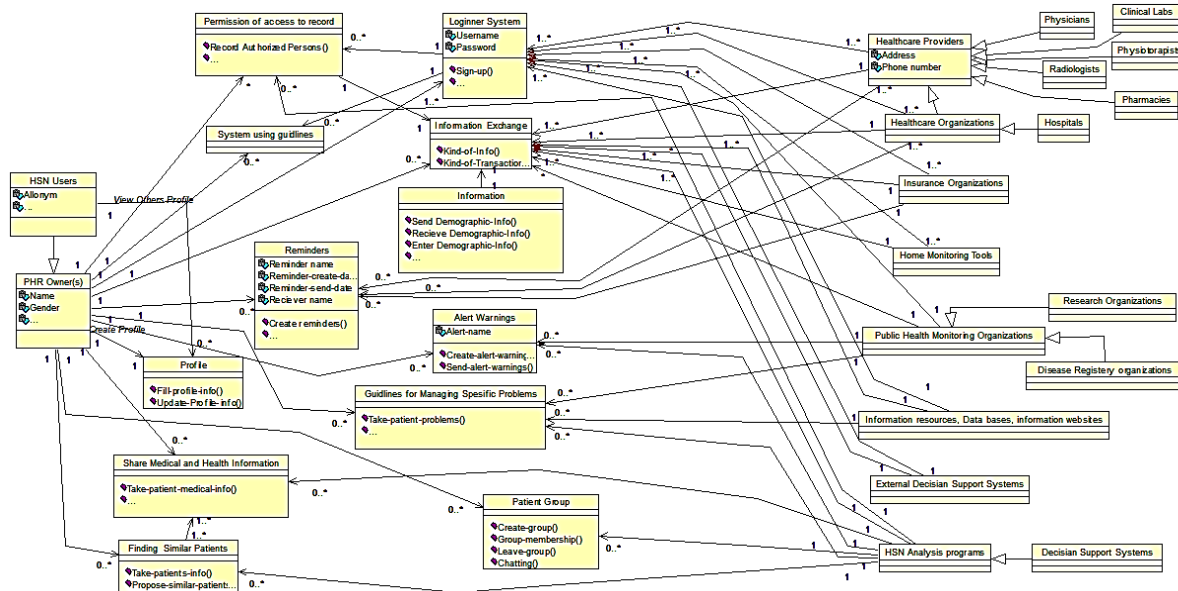 Permission of access to record
Record Authorized Persons()
...
Loginner System
Username
Password
Sign-up()
...
Healthcare Providers
Address
Phone number
Physicians
Clinical Labs
Physiotorapists
Radiologists
Pharmacies
System using guidlines
Information Exchange
Kind-of-Info()
Kind-of-Transaction...
Healthcare Organizations
Hospitals
Insurance Organizations
HSN Users
Allonym
...
View Others Profile
Information
Send Demographic-Info()
Recieve Demographic-Info()
Enter Demographic-Info()
...
Reminders
Reminder name
Reminder-create-da...
Reminder-send-date
Reciever name
Create reminders()
...
Home Monitoring Tools
PHR Owner(s)
Name
Gender
...
Create Profile
Alert Warnings
Alert-name
Create-alert-warning...
Send-alert-warnings()
Research Organizations
Public Health Monitoring Organizations
Disease Registery organizations
Profile
Fill-profile-info()
Update-Profile-info()
Guidlines for Managing Spesific Problems
Take-patient-problems()
...
Information resources, Data bases, information websites
Share Medical and Health Information
Take-patient-medical-info()
...
External Decisian Support Systems
Patient Group
Create-group()
Group-membership()
Leave-group()
Chatting()
Finding Similar Patients
Take-patients-info()
Propose-similar-patients...
HSN Analysis programs
Decisian Support Systems